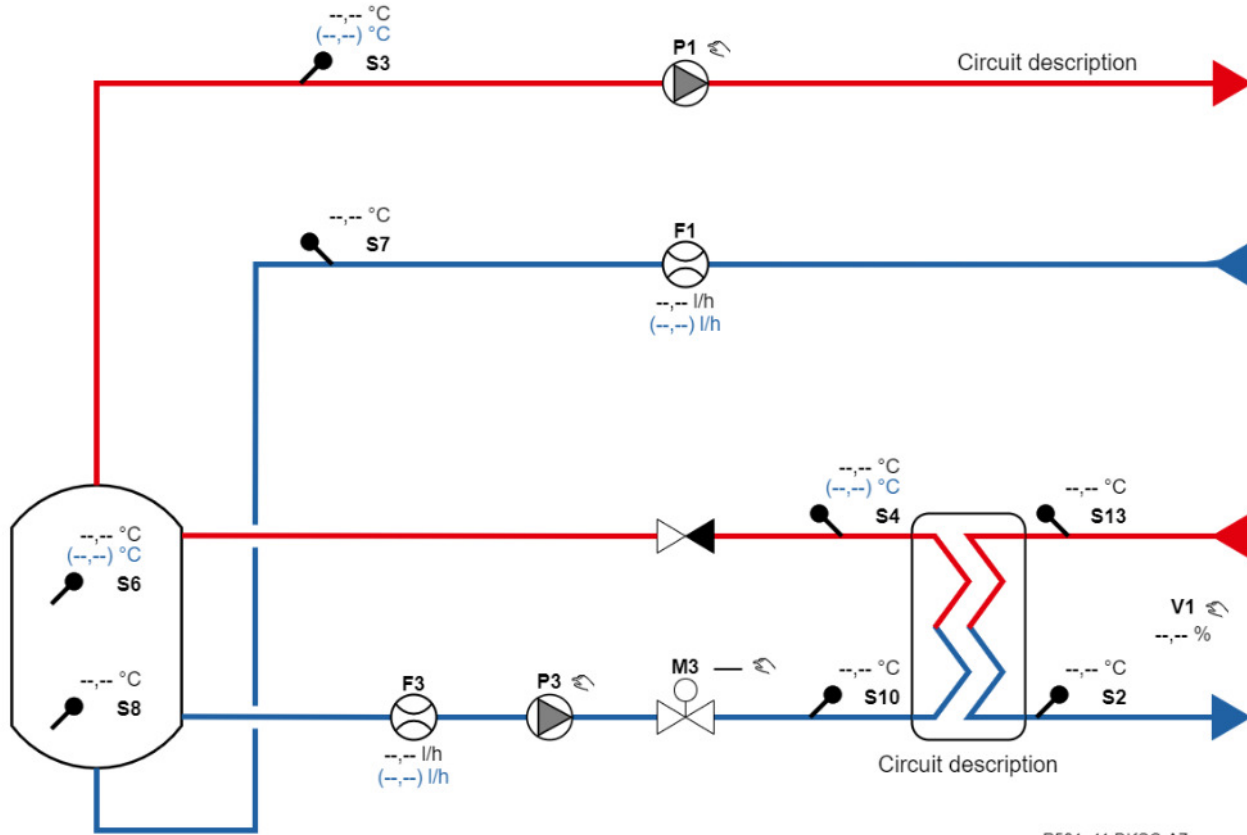 --,-- °C
(--,--) °C
S3
P1
Circuit description
--,-- °C
S7
F1
--,-- l/h
(--,--) l/h
--,-- °C
(--,--) °C
S4
--,-- °C
S13
--,-- °C
(--,--) °C
S6
V1
--,-- %
--,-- °C
S8
F3
--,-- l/h
(--,--) l/h
P3
M3
--,-- °C
S10
--,-- °C
S2
Circuit description